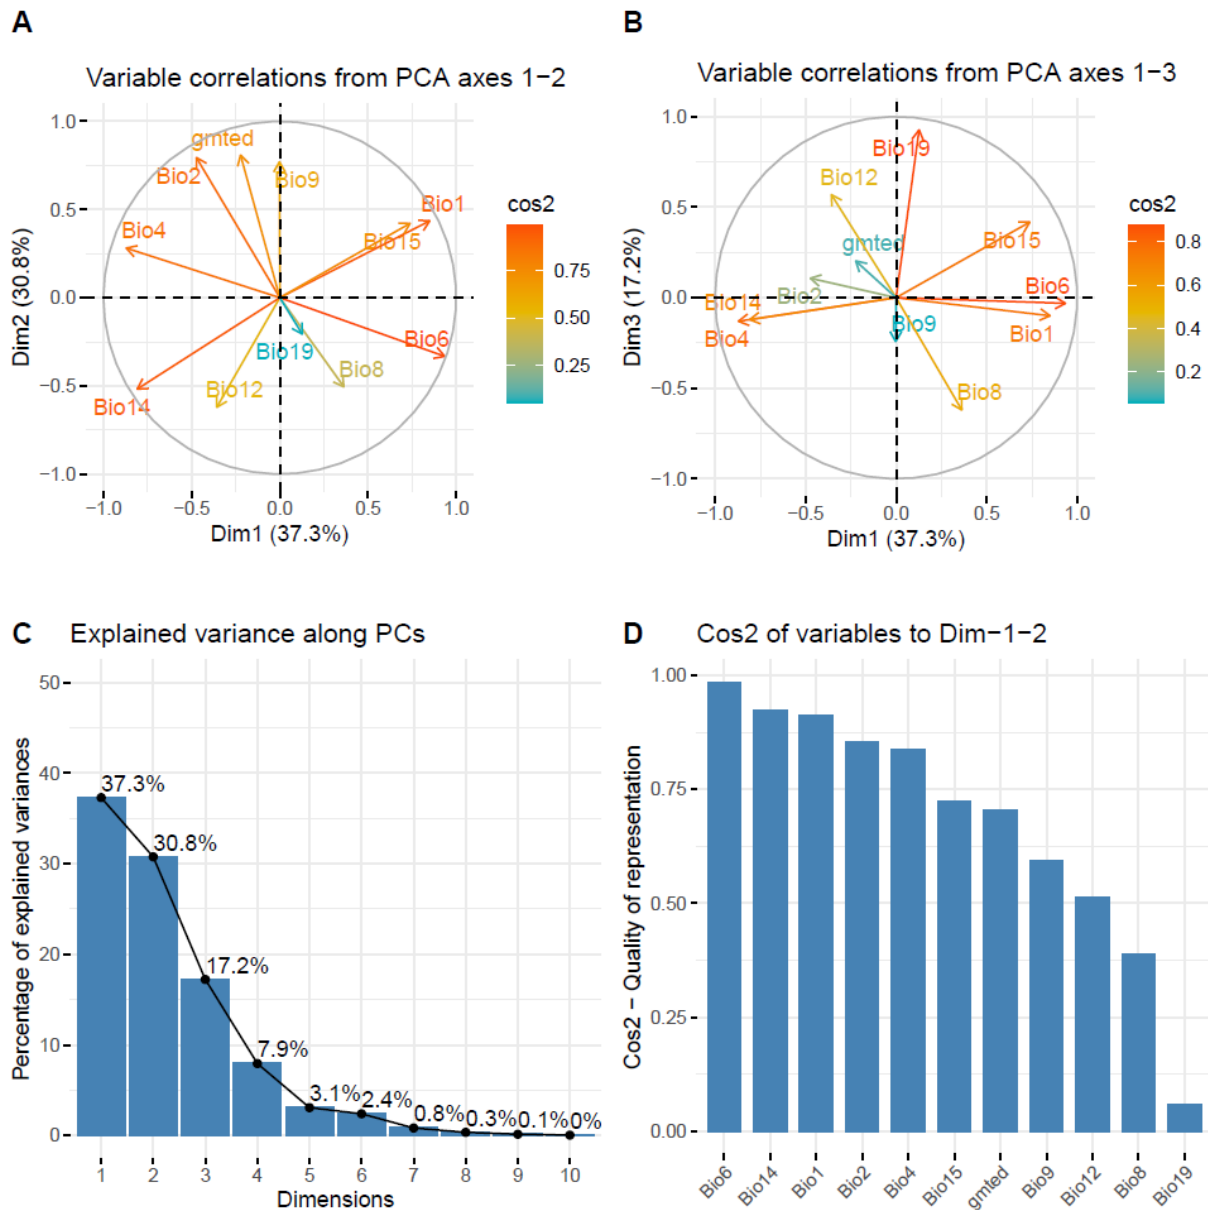 A
Variable correlations from PCA axes 1−2
Dim2 (30.8%)
1.0
0.5
0.0
−0.5
−1.0
gmted
Bio2
Bio9
Bio1
Bio4
Bio15
Bio6
Bio19
Bio8
Bio12
Bio14
−1.0 −0.5 0.0 0.5 1.0
Dim1 (37.3%)
cos2
0.75
0.50
0.25
B
Variable correlations from PCA axes 1−3
Dim3 (17.2%)
1.0
0.5
0.0
−0.5
−1.0
Bio19
Bio12
gmted
Bio15
Bio2
Bio6
Bio14
Bio9
Bio4
Bio1
Bio8
−1.0 −0.5 0.0 0.5 1.0
Dim1 (37.3%)
cos2
0.8
0.6
0.4
0.2
C
Explained variance along PCs
Percentage of explained variances
50
40
30
20
10
0
37.3%
30.8%
17.2%
7.9%
3.1%
2.4%
0.8%
0.3%
0.1%
0%
1 2 3 4 5 6 7 8 9 10
Dimensions
D
Cos2 of variables to Dim−1−2
Cos2 − Quality of representation
1.00
0.75
0.50
0.25
0.00
Bio6 Bio14 Bio1 Bio2 Bio4 Bio15 gmted Bio9 Bio12 Bio8 Bio19